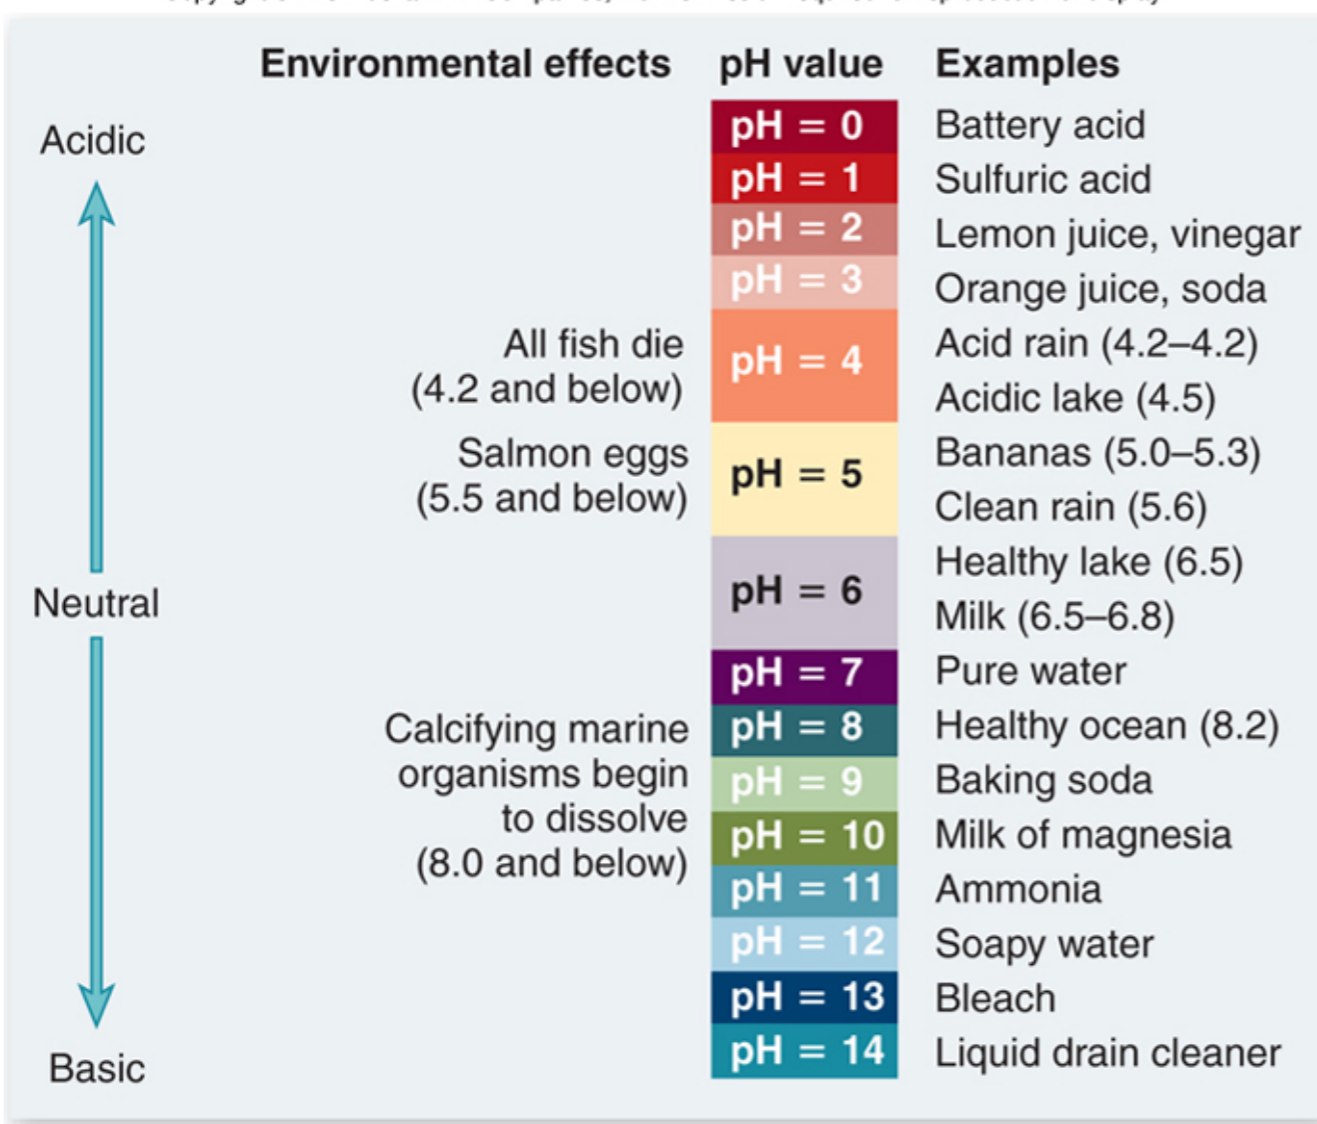 Environmental effects pH value Examples
Acidic
Neutral
Basic
All fish die
(4.2 and below)
Salmon eggs
(5.5 and below)
Calcifying marine
organisms begin
to dissolve
(8.0 and below)
pH = 0 Battery acid
pH = 1 Sulfuric acid
pH = 2 Lemon juice, vinegar
pH = 3 Orange juice, soda
pH = 4 Acid rain (4.2–4.2)
Acidic lake (4.5)
pH = 5 Bananas (5.0–5.3)
Clean rain (5.6)
pH = 6 Healthy lake (6.5)
Milk (6.5–6.8)
pH = 7 Pure water
pH = 8 Healthy ocean (8.2)
pH = 9 Baking soda
pH = 10 Milk of magnesia
pH = 11 Ammonia
pH = 12 Soapy water
pH = 13 Bleach
pH = 14 Liquid drain cleaner